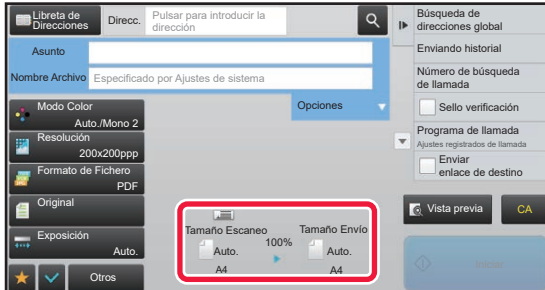 Libreta de
Direcciones
Direcc.
Pulsar para introducir la
dirección
Asunto
Nombre Archivo
Especificado por Ajustes de sistema
Opciones
Modo Color
Auto./Mono 2
Resolución
200x200ppp
Formato de Fichero
PDF
Original
Exposición
Auto.
Otros
Tamaño Escaneo
Auto.
A4
100%
Tamaño Envío
Auto.
A4
Búsqueda de
direcciones global
Enviando historial
Número de búsqueda
de llamada
Sello verificación
Programa de llamada
Ajustes registrados de llamada
Enviar
enlace de destino
Vista previa
CA
Iniciar